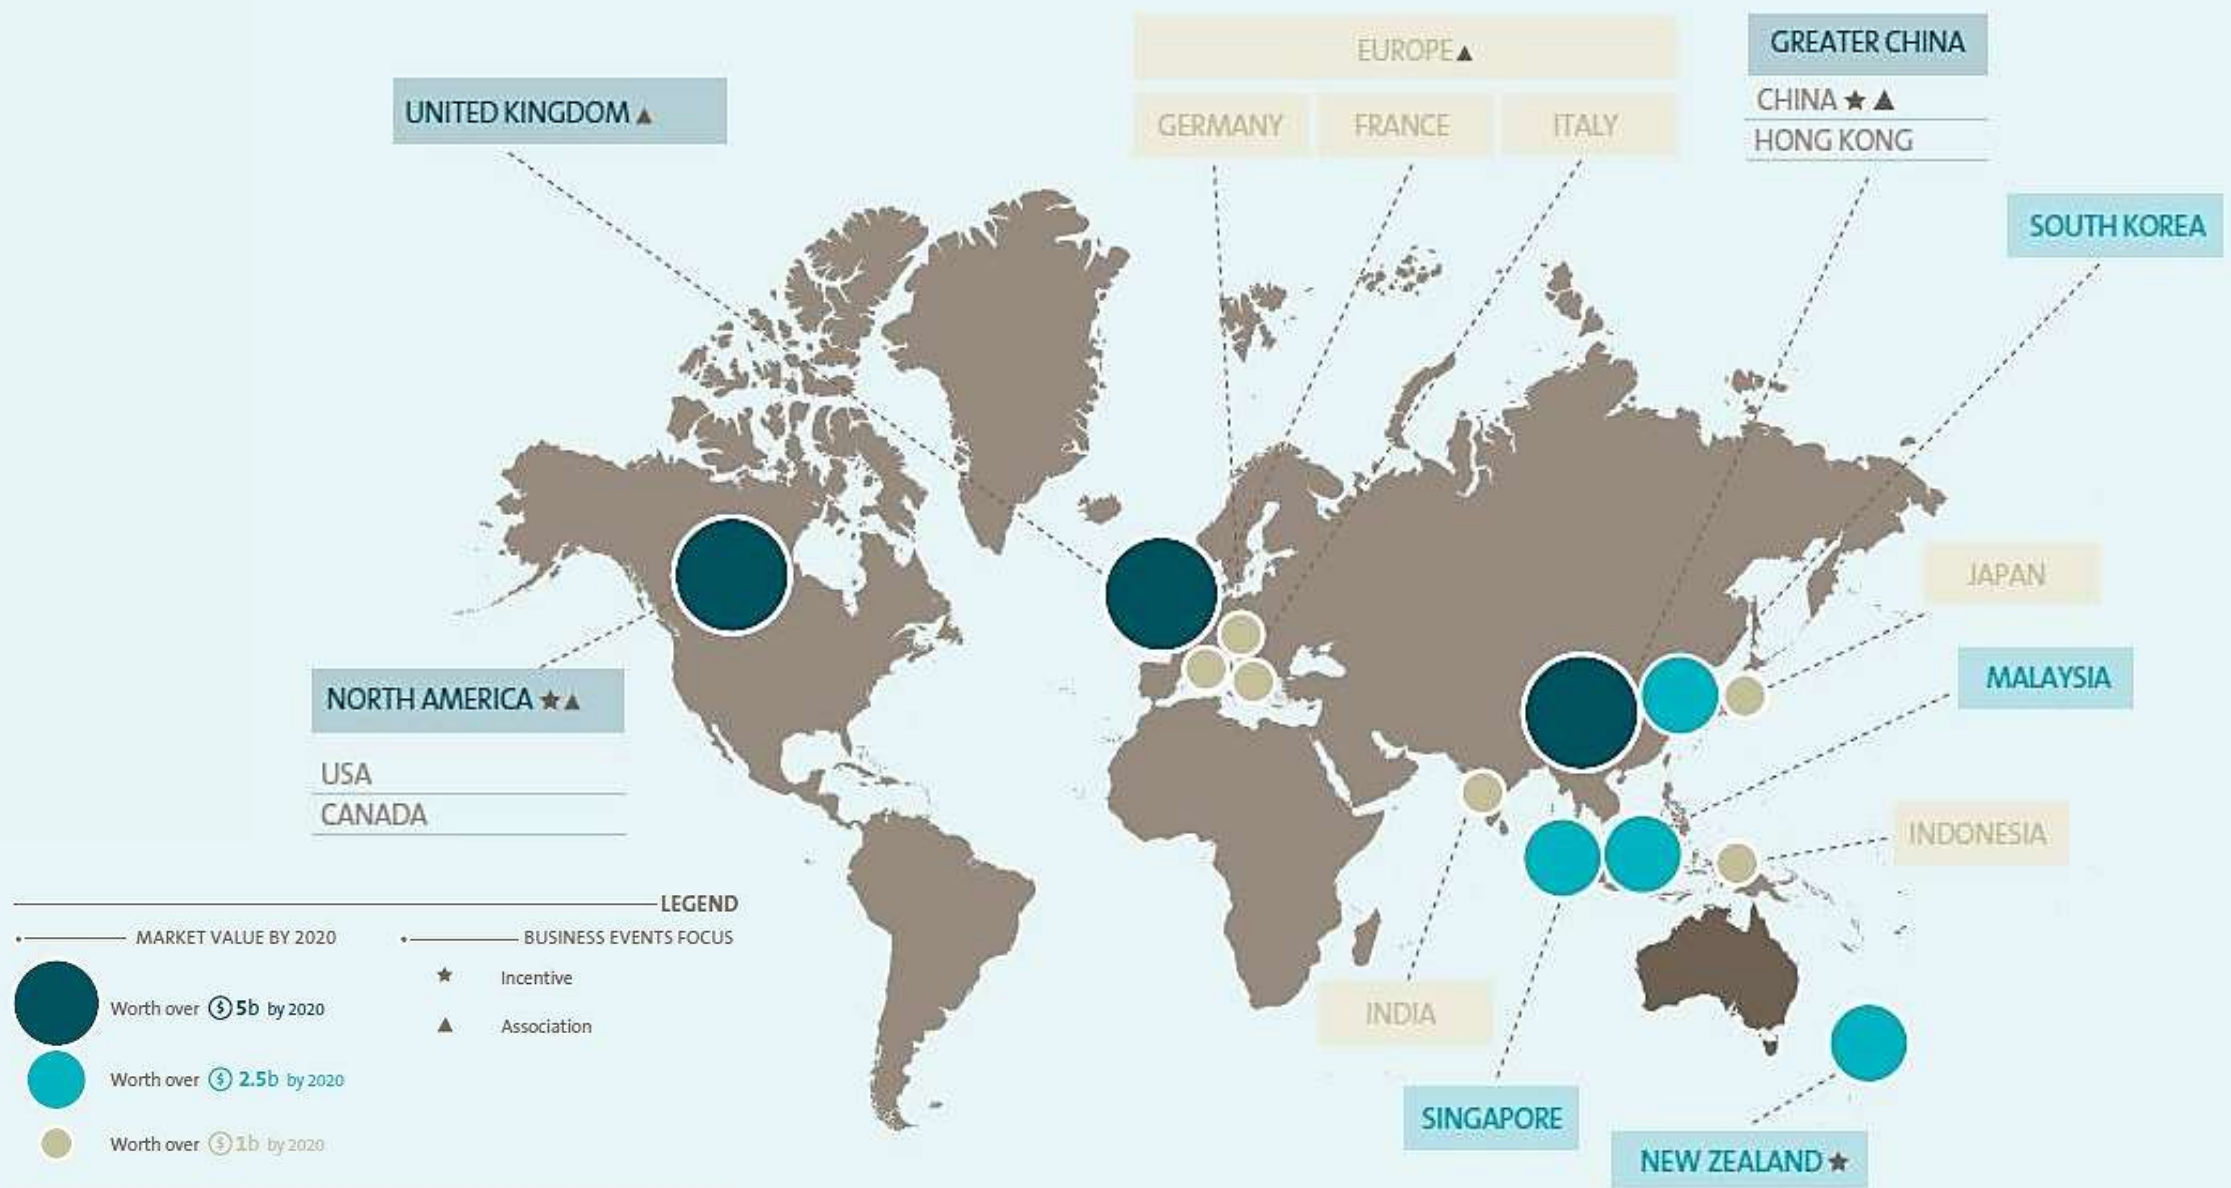 UNITED KINGDOM ▲
EUROPE ▲
GERMANY
FRANCE
ITALY
GREATER CHINA
CHINA ★ ▲
HONG KONG
SOUTH KOREA
JAPAN
MALAYSIA
INDONESIA
NORTH AMERICA ★ ▲
USA
CANADA
INDIA
SINGAPORE
NEW ZEALAND ★
LEGEND
MARKET VALUE BY 2020
Worth over $ 5b by 2020
Worth over $ 2.5b by 2020
Worth over $ 1b by 2020
BUSINESS EVENTS FOCUS
★ Incentive
▲ Association